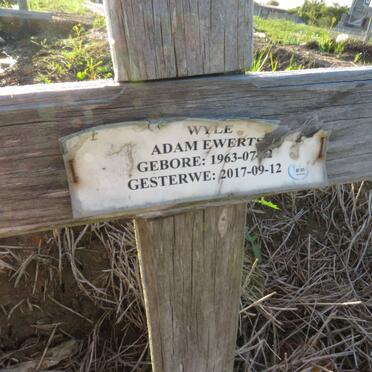 WYLE
ADAM EWERTS
GEBORE: 1963-07-
GESTERWE: 2017-09-12